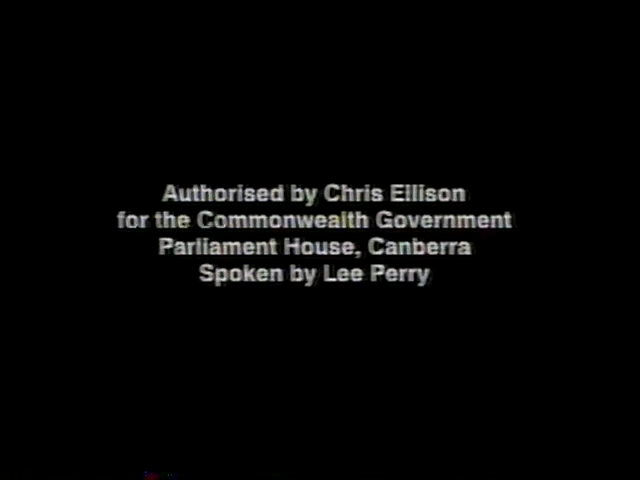 Authorised by Chris Ellison
for the Commonwealth Government
Parliament House, Canberra
Spoken by Lee Perry